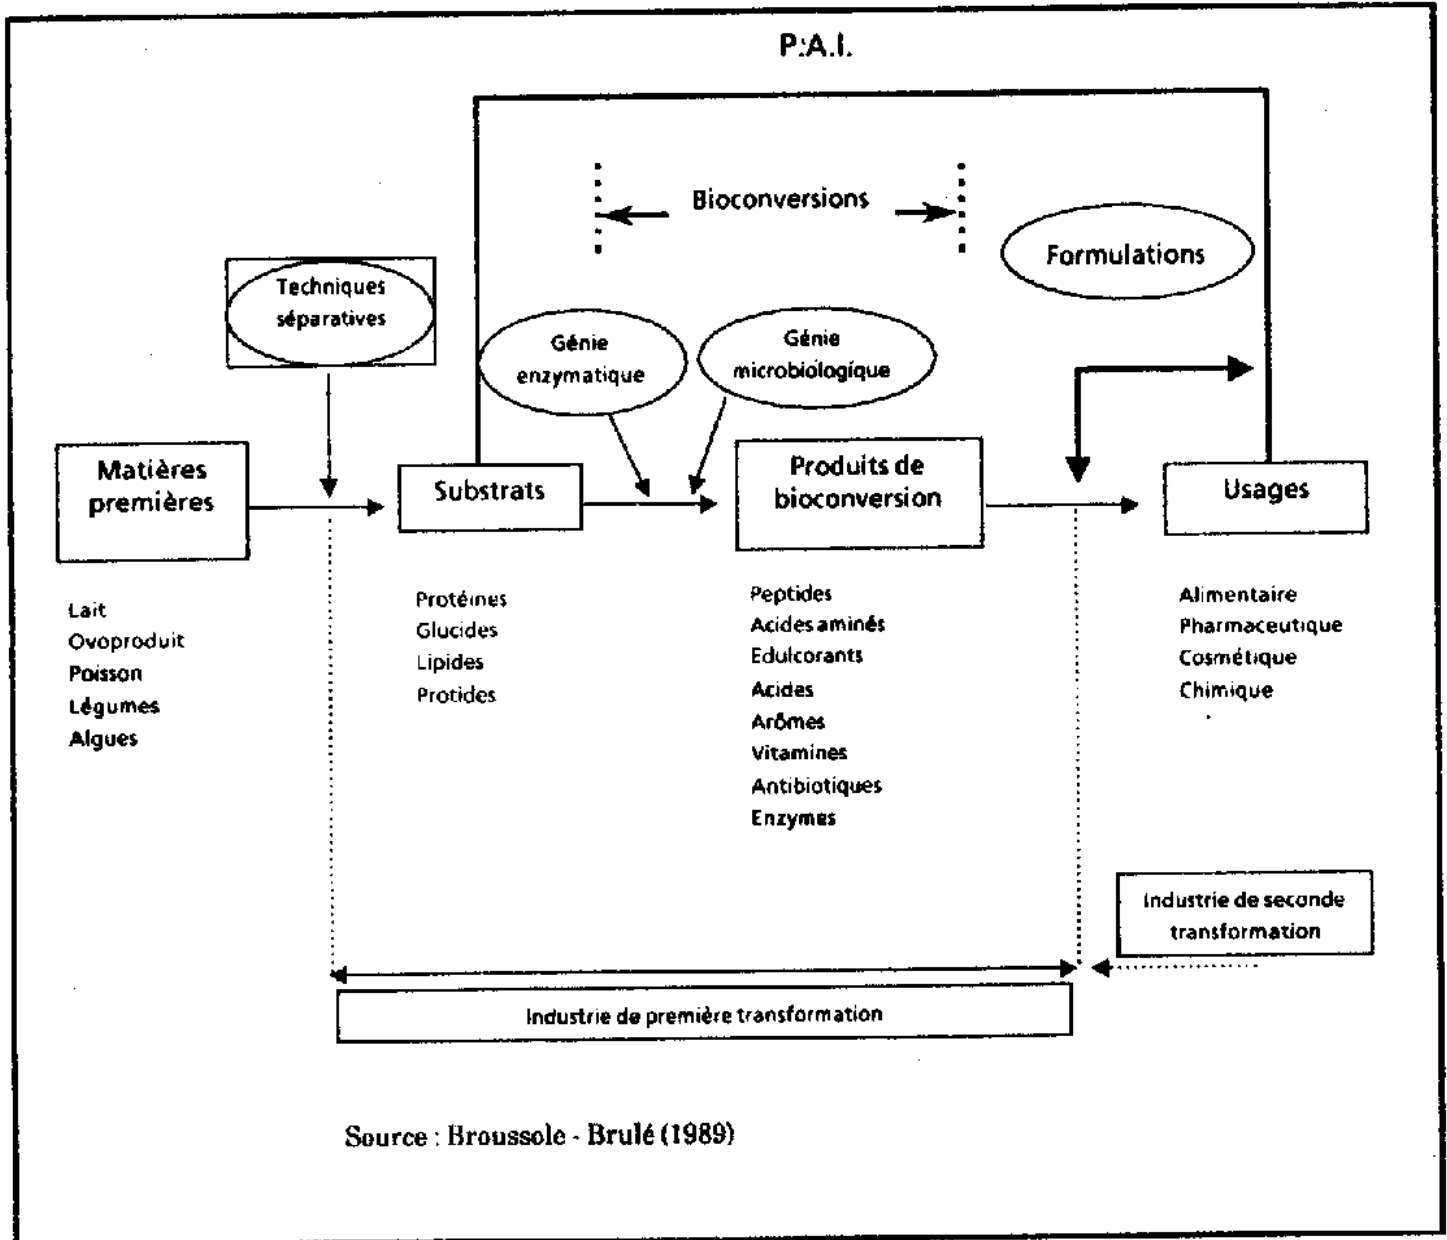 P.A.I.
Bioconversions
Formulations
Techniques
séparatives
Génie
enzymatique
Génie
microbiologique
Matières
premières
Substrats
Produits de
bioconversion
Usages
Lait
Ovoproduit
Poisson
Légumes
Algues
Protéines
Glucides
Lipides
Protides
Peptides
Acides aminés
Edulcorants
Acides
Arômes
Vitamines
Antibiotiques
Enzymes
Alimentaire
Pharmaceutique
Cosmétique
Chimique
Industrie de seconde
transformation
Industrie de première transformation
Source : Broussole - Brulé (1989)